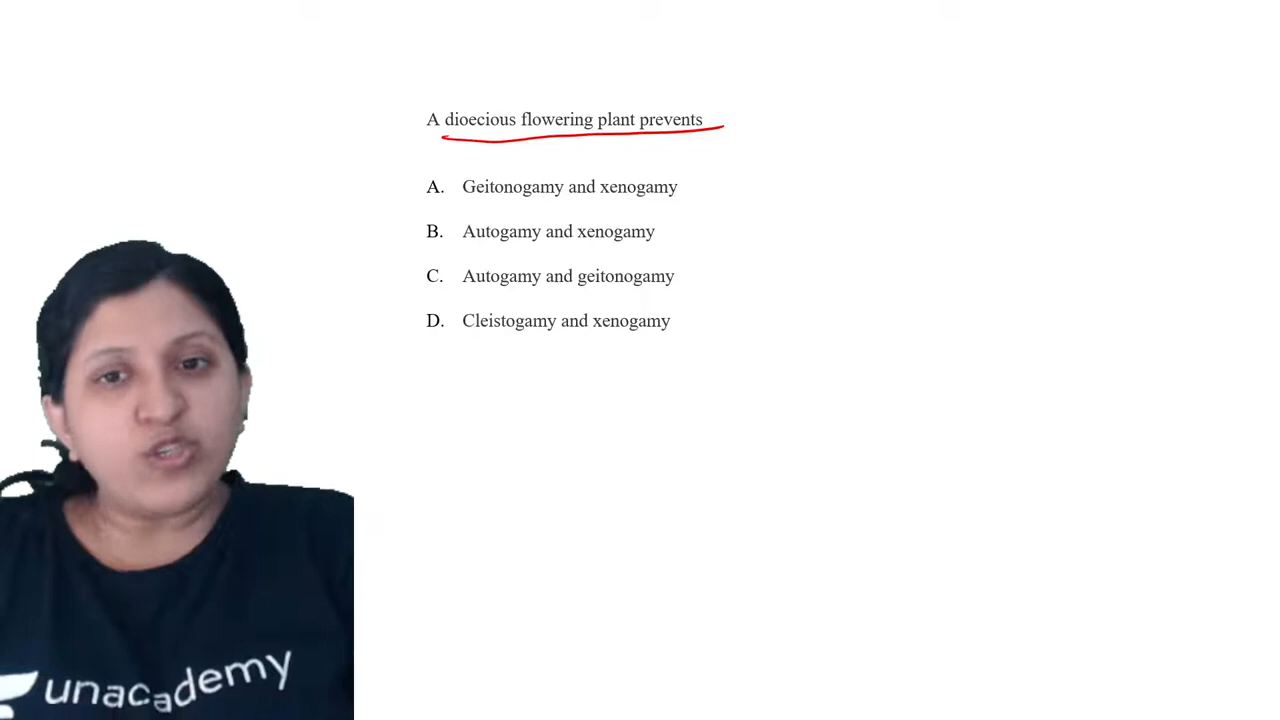 A dioecious flowering plant prevents
A. Geitonogamy and xenogamy
B. Autogamy and xenogamy
C. Autogamy and geitonogamy
D. Cleistogamy and xenogamy
unacademy